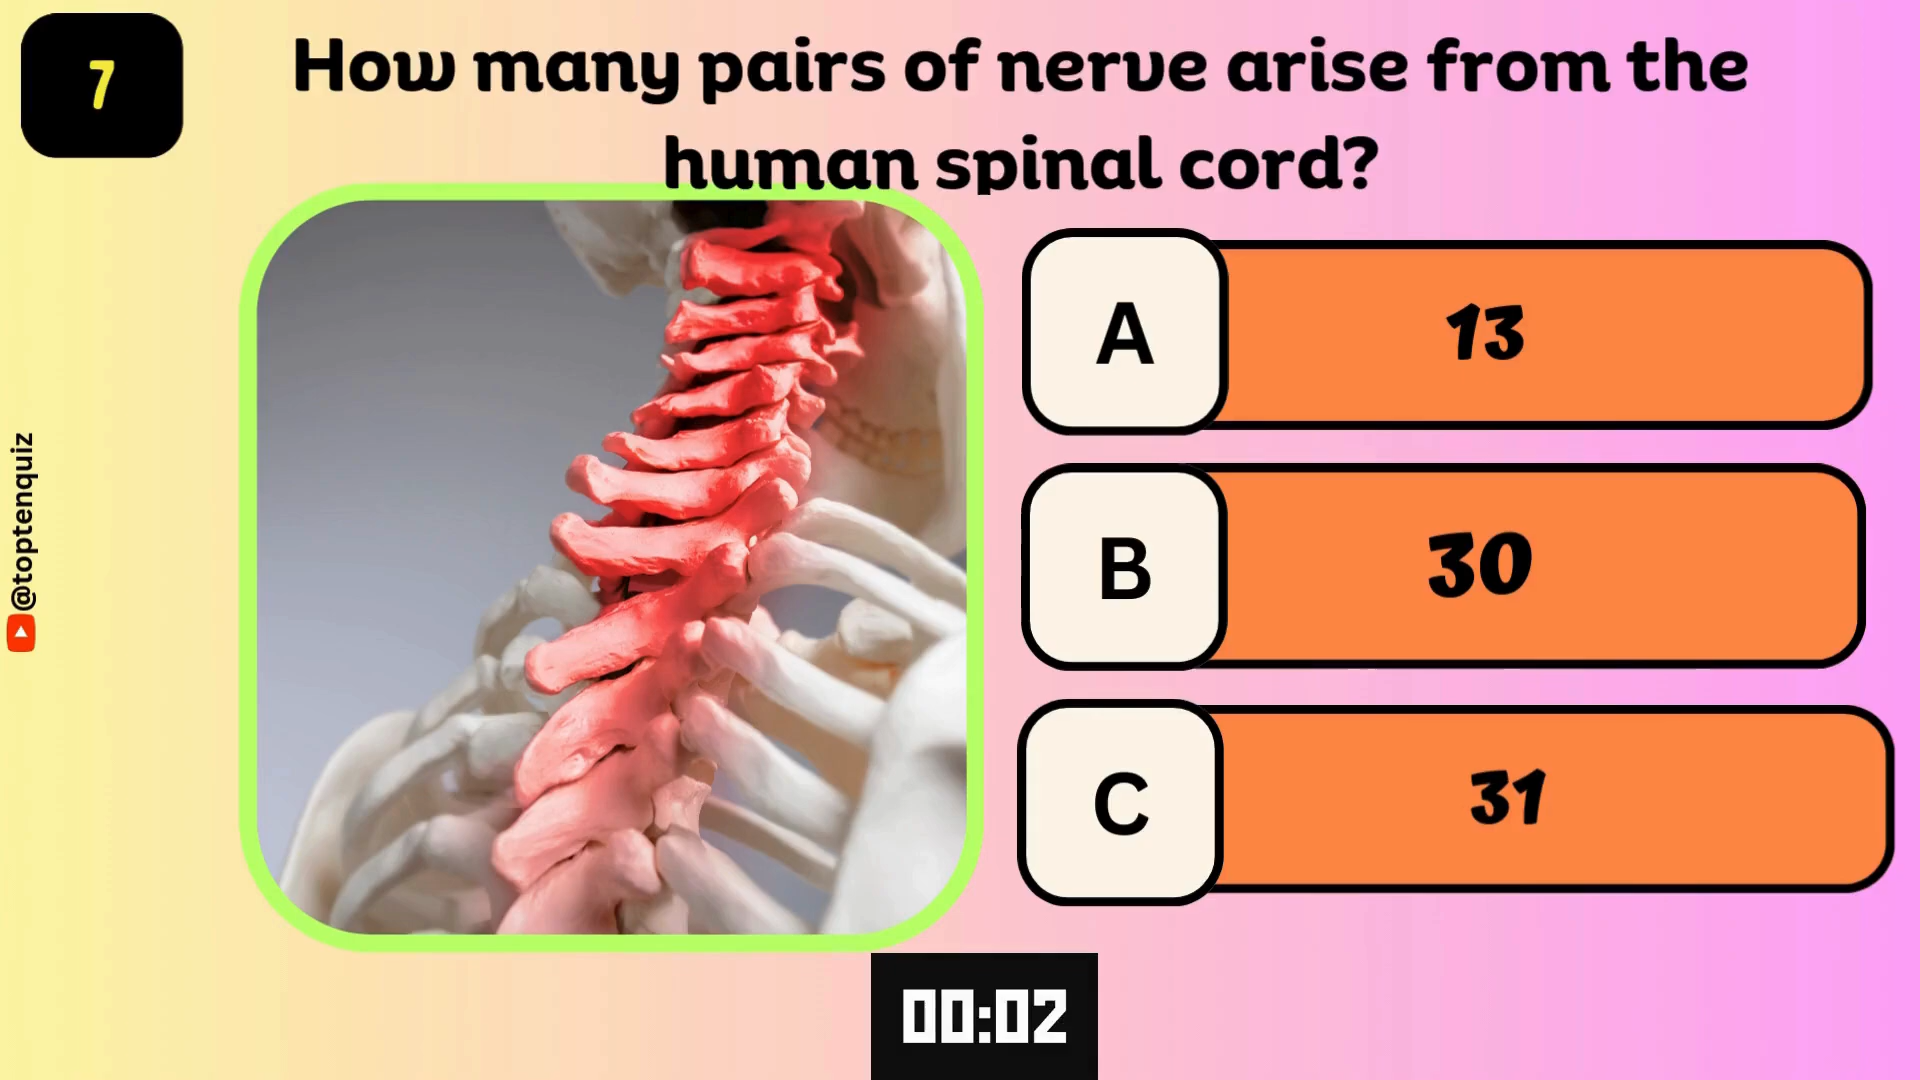 7
How many pairs of nerve arise from the
human spinal cord?
A
13
B
30
C
31
@toptenquiz
00:02